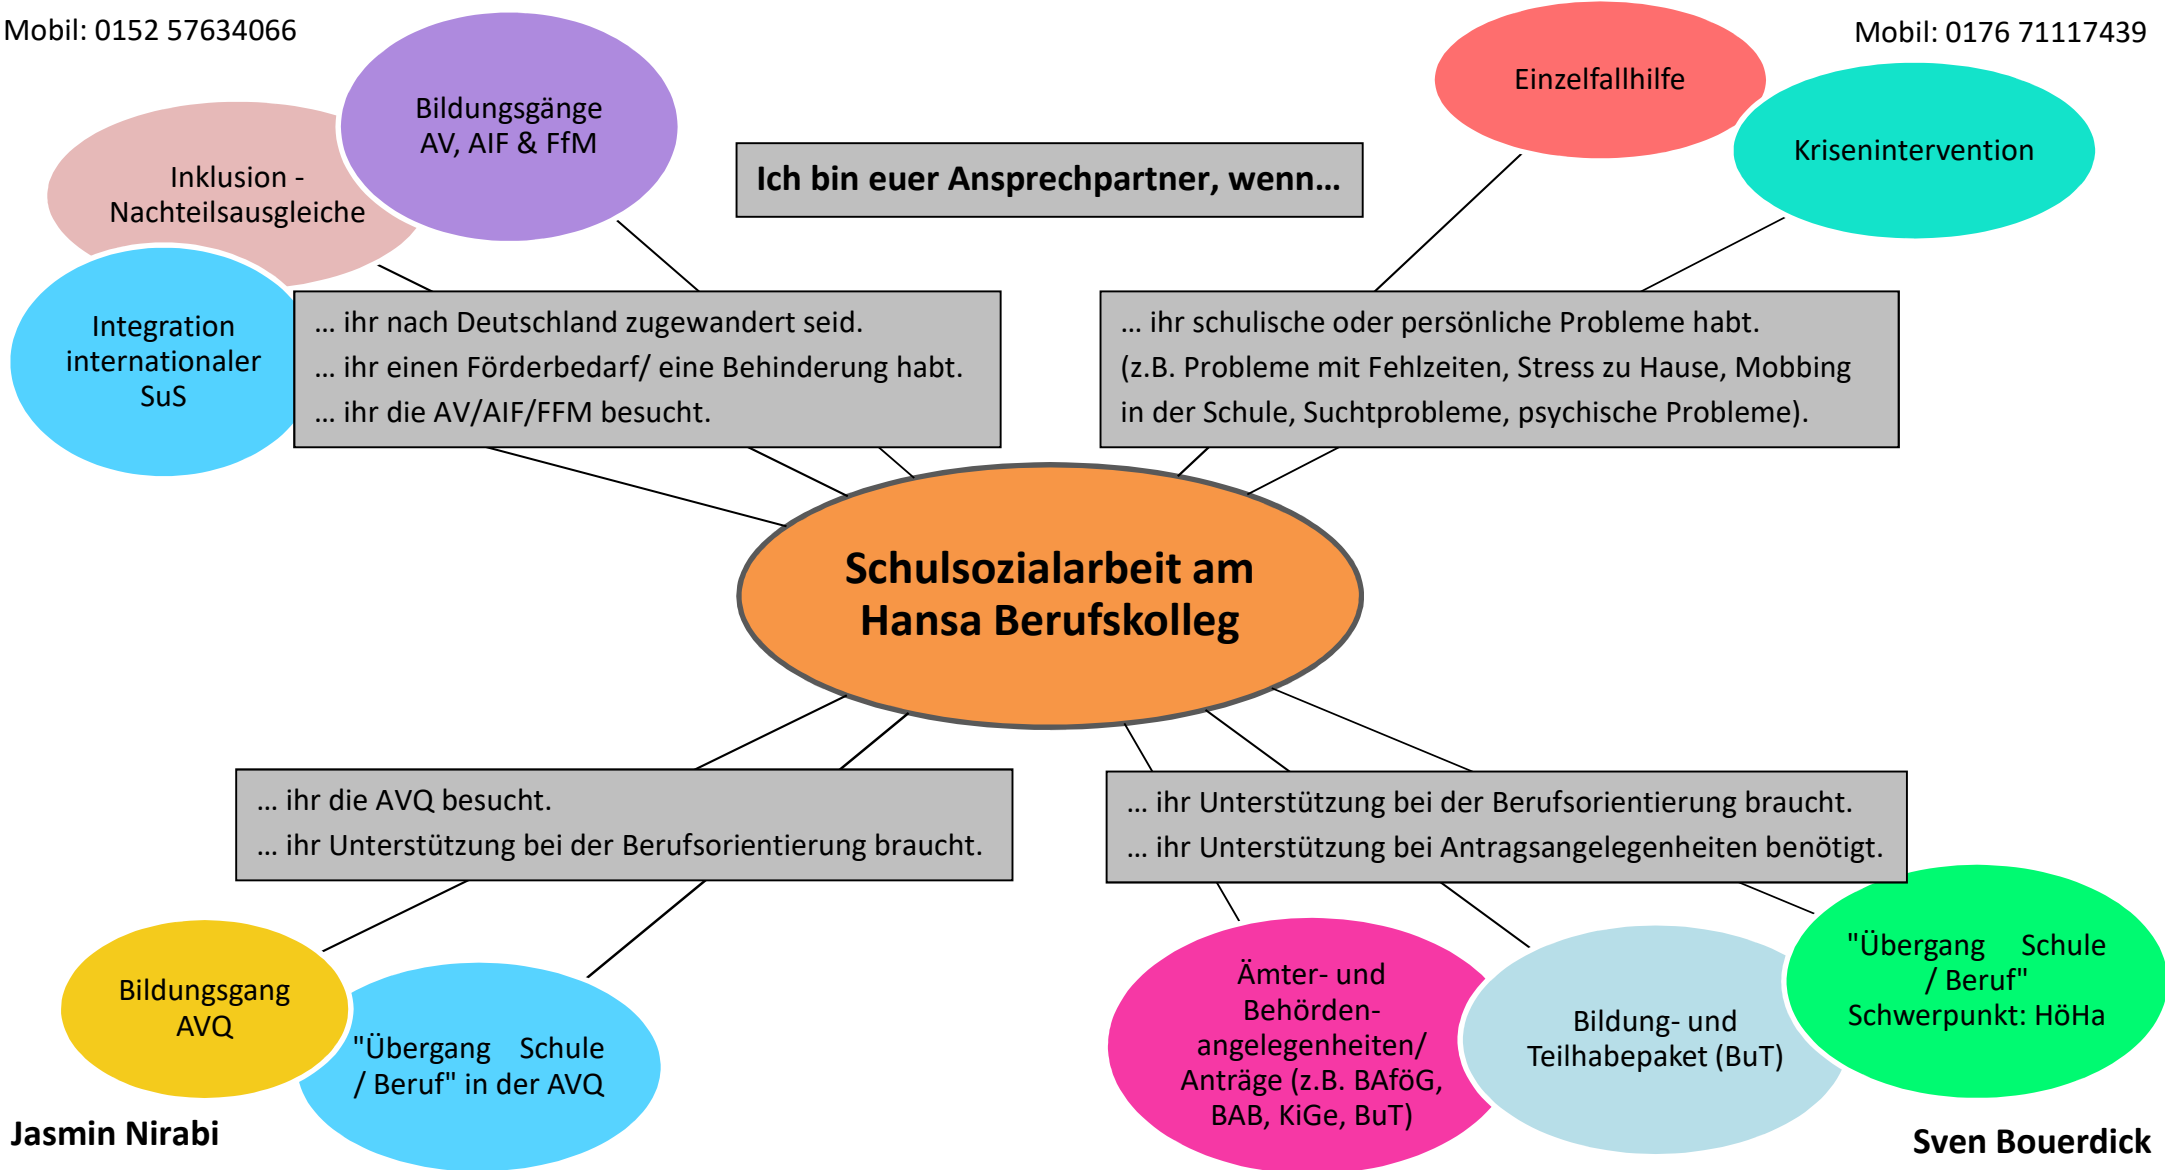 Mobil: 0152 57634066
Mobil: 0176 71117439
Bildungsgänge
AV, AIF & FfM
Einzelfallhilfe
Krisenintervention
Inklusion -
Nachteilsausgleiche
Ich bin euer Ansprechpartner, wenn…
Integration
internationaler
SuS
… ihr nach Deutschland zugewandert seid.
… ihr einen Förderbedarf/ eine Behinderung habt.
… ihr die AV/AIF/FFM besucht.
… ihr schulische oder persönliche Probleme habt.
(z.B. Probleme mit Fehlzeiten, Stress zu Hause, Mobbing
in der Schule, Suchtprobleme, psychische Probleme).
Schulsozialarbeit am
Hansa Berufskolleg
… ihr die AVQ besucht.
… ihr Unterstützung bei der Berufsorientierung braucht.
… ihr Unterstützung bei der Berufsorientierung braucht.
… ihr Unterstützung bei Antragsangelegenheiten benötigt.
Bildungsgang
AVQ
"Übergang Schule
/ Beruf" in der AVQ
Ämter- und
Behörden-
angelegenheiten/
Anträge (z.B. BAföG,
BAB, KiGe, BuT)
Bildung- und
Teilhabepaket (BuT)
"Übergang Schule
/ Beruf"
Schwerpunkt: HöHa
Jasmin Nirabi
Sven Bouerdick